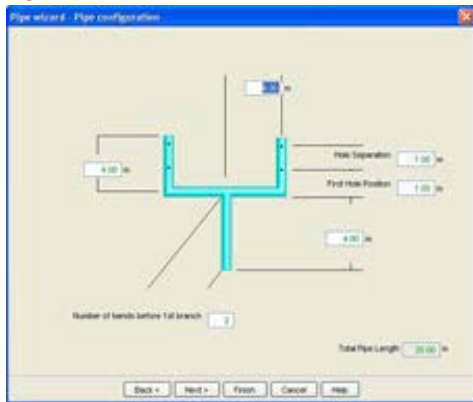 Pipe wizard - Pipe configuration
m
Hole Separation 1.00 m
4.00 m
First Hole Position 1.00 m
4.00 m
Number of bends before 1st branch 2
Total Pipe Length 20.00 m
Back < Next > Finish Cancel Help